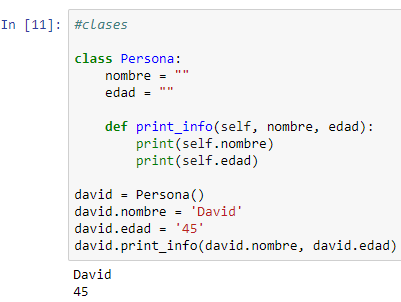 In [11]: #clases
class Persona:
    nombre = ""
    edad = ""
    def print_info(self, nombre, edad):
        print(self.nombre)
        print(self.edad)
david = Persona()
david.nombre = 'David'
david.edad = '45'
david.print_info(david.nombre, david.edad)
David
45